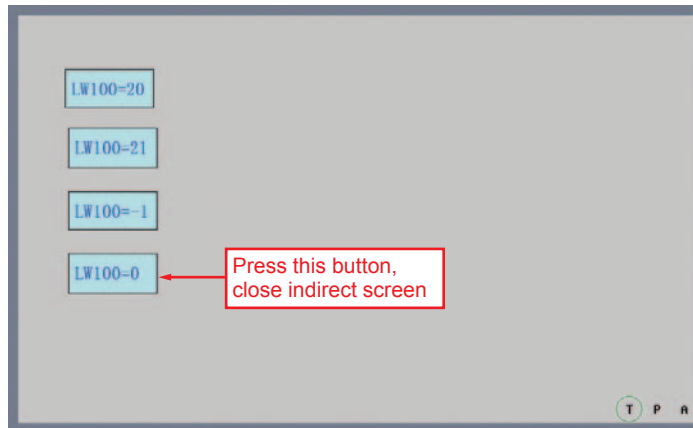 LW100=20
LW100=21
LW100=-1
LW100=0
Press this button,
close indirect screen
T P A